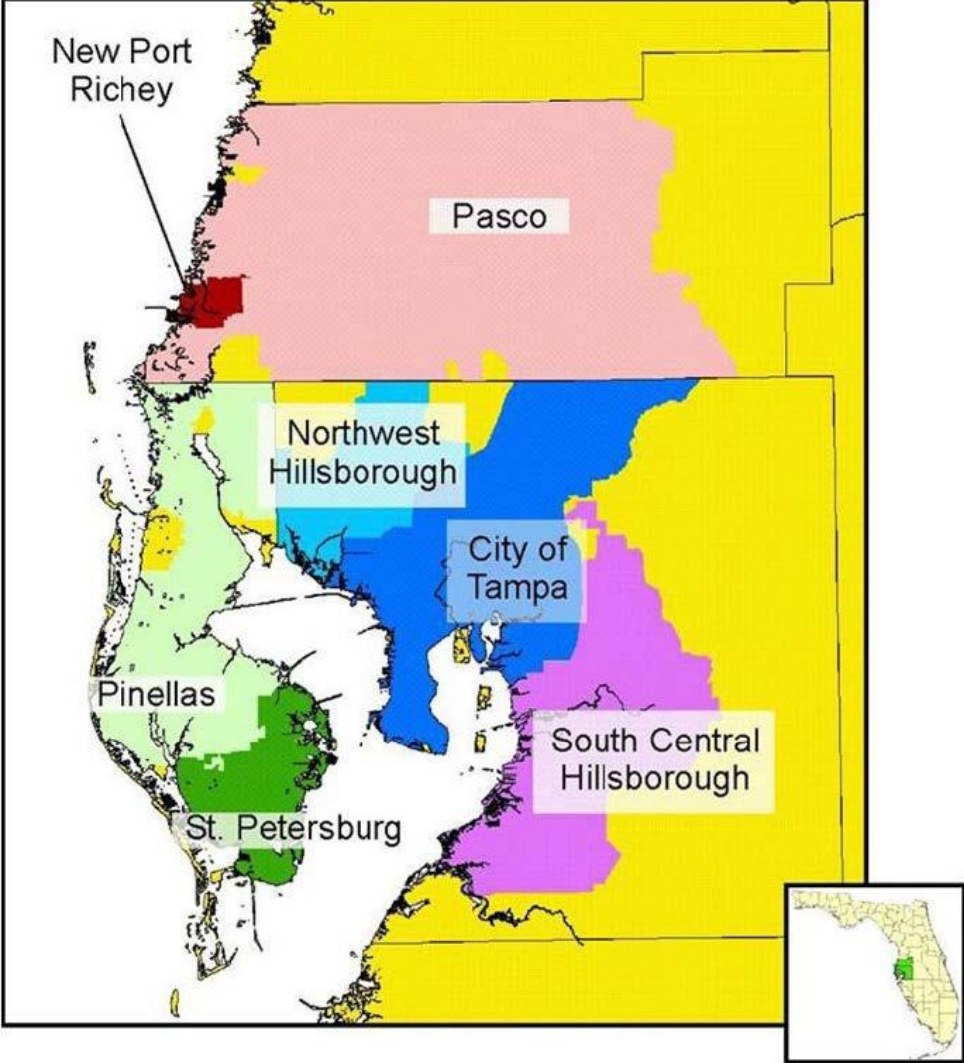 New Port
Richey
Pasco
Northwest
Hillsborough
City of
Tampa
Pinellas
South Central
Hillsborough
St. Petersburg